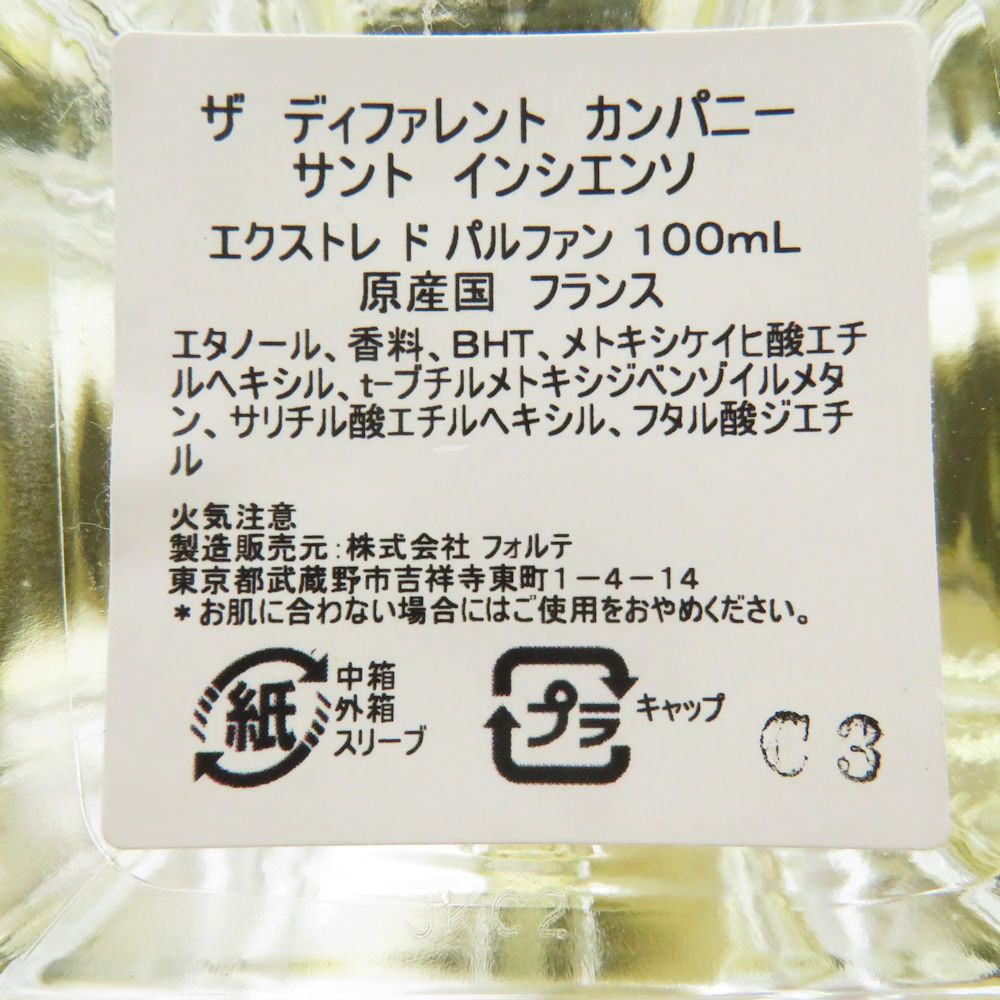 ザ ディファレント カンパニー
サント インシエンソ
エクストレ ド パルファン 100mL
原産国 フランス
エタノール、香料、BHT、メトキシケイヒ酸エチ
ルヘキシル、t-ブチルメトキシジベンゾイルメタ
ン、サリチル酸エチルヘキシル、フタル酸ジエチ
ル
火気注意
製造販売元:株式会社 フォルテ
東京都武蔵野市吉祥寺東町1-4-14
*お肌に合わない場合にはご使用をおやめください。
紙
中箱
外箱
スリーブ
プラ
キャップ
C 3
JKC2